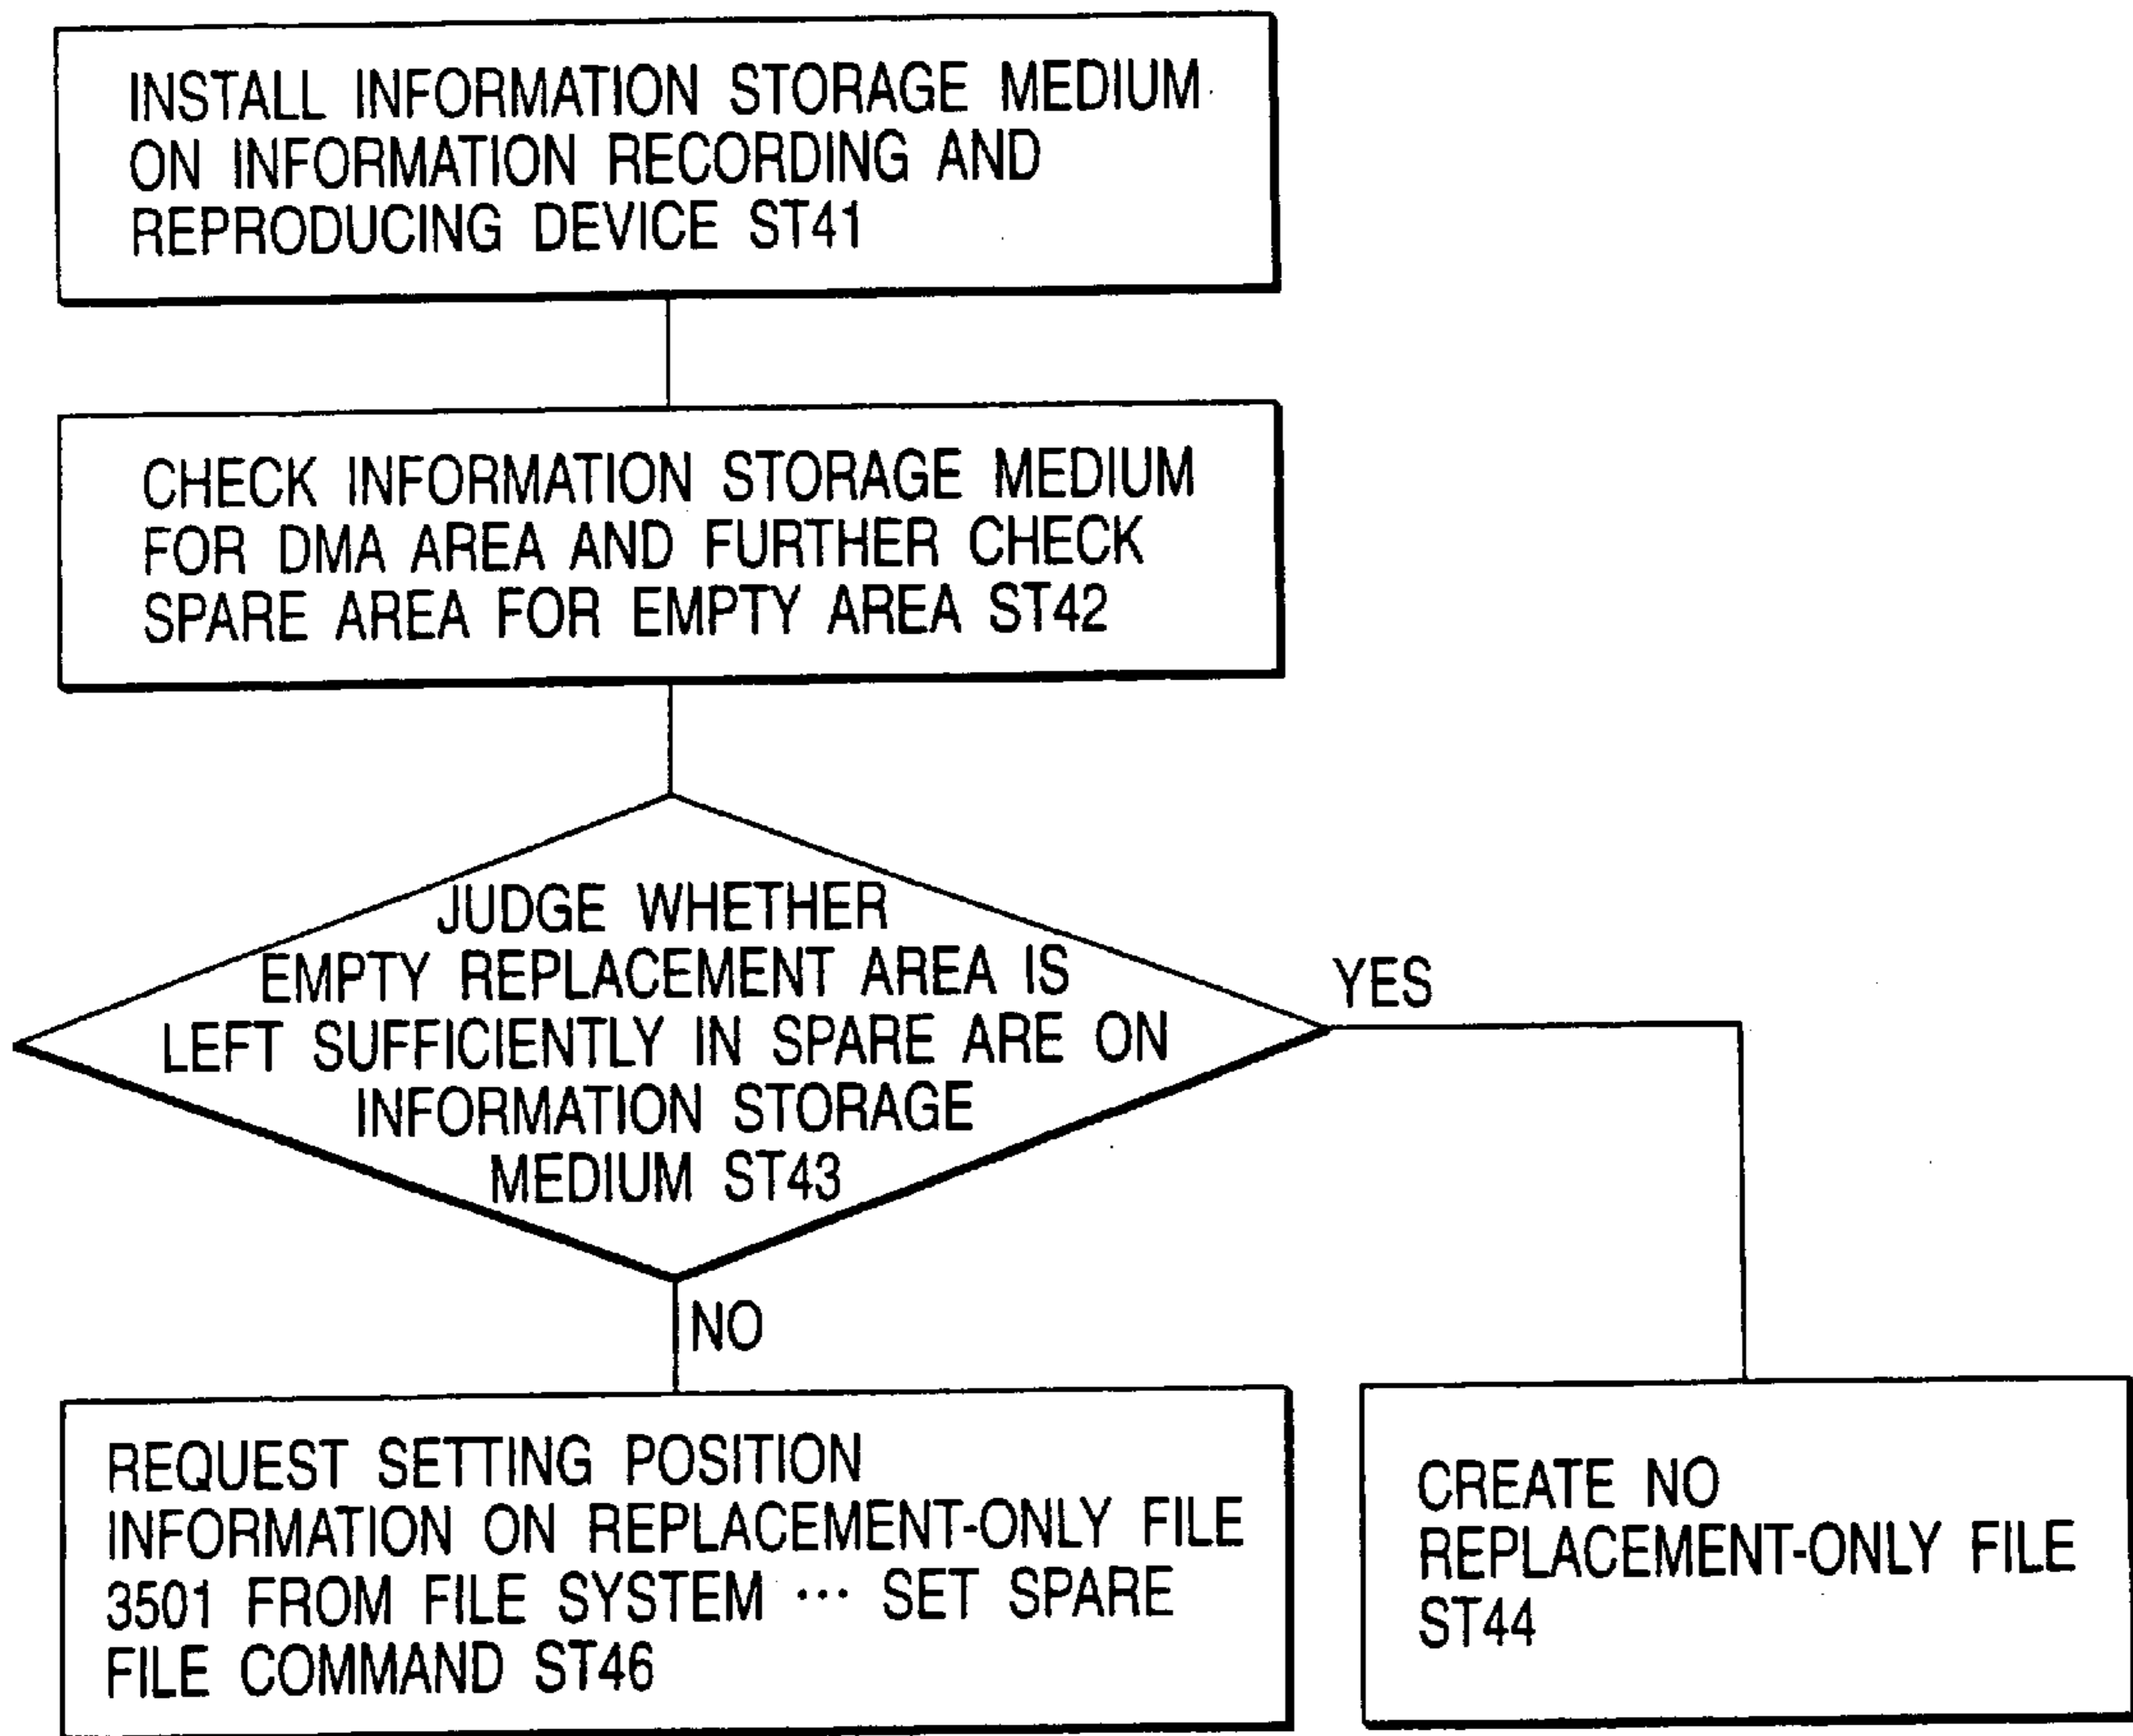 INSTALL INFORMATION STORAGE MEDIUM
ON INFORMATION RECORDING AND
REPRODUCING DEVICE ST41
CHECK INFORMATION STORAGE MEDIUM
FOR DMA AREA AND FURTHER CHECK
SPARE AREA FOR EMPTY AREA ST42
JUDGE WHETHER
EMPTY REPLACEMENT AREA IS
LEFT SUFFICIENTLY IN SPARE ARE ON
INFORMATION STORAGE
MEDIUM ST43
YES
NO
REQUEST SETTING POSITION
INFORMATION ON REPLACEMENT-ONLY FILE
3501 FROM FILE SYSTEM ··· SET SPARE
FILE COMMAND ST46
CREATE NO
REPLACEMENT-ONLY FILE
ST44